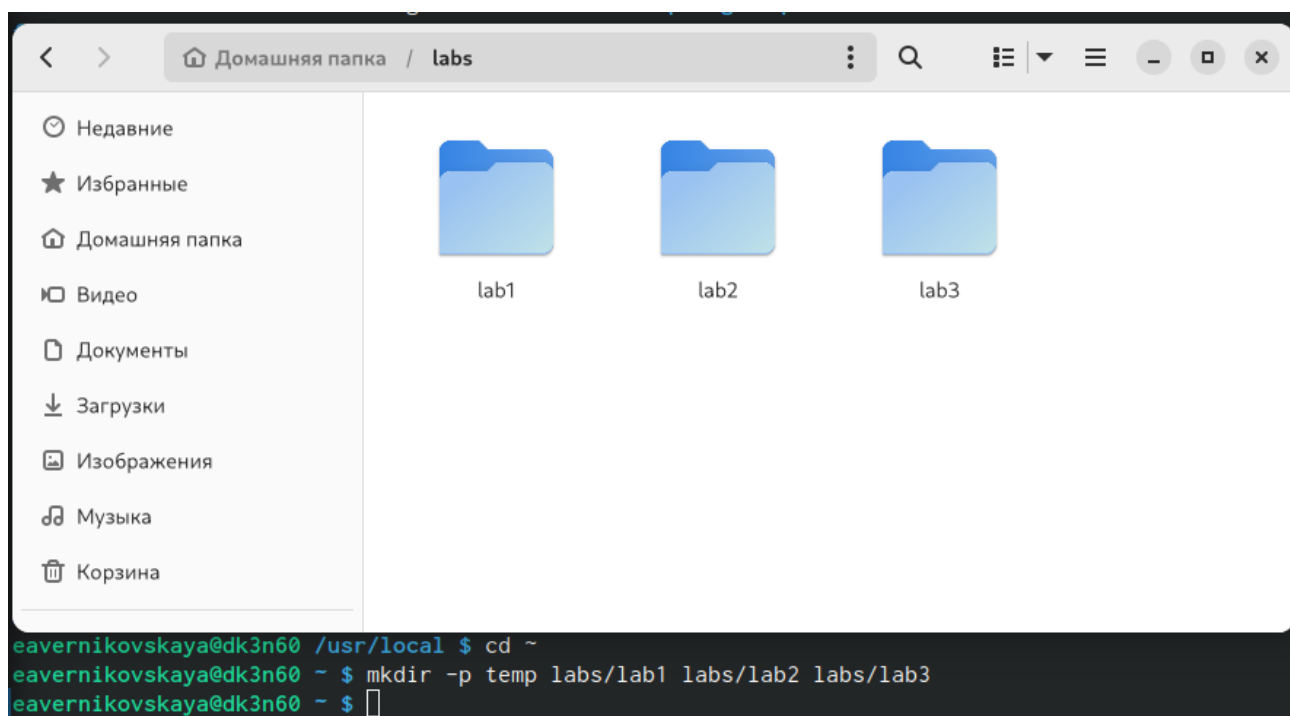 Домашняя папка / labs
Недавние
Избранные
Домашняя папка
Видео
Документы
Загрузки
Изображения
Музыка
Корзина
lab1 lab2 lab3
eavernikovskaya@dk3n60 /usr/local $ cd ~
eavernikovskaya@dk3n60 ~ $ mkdir -p temp labs/lab1 labs/lab2 labs/lab3
eavernikovskaya@dk3n60 ~ $